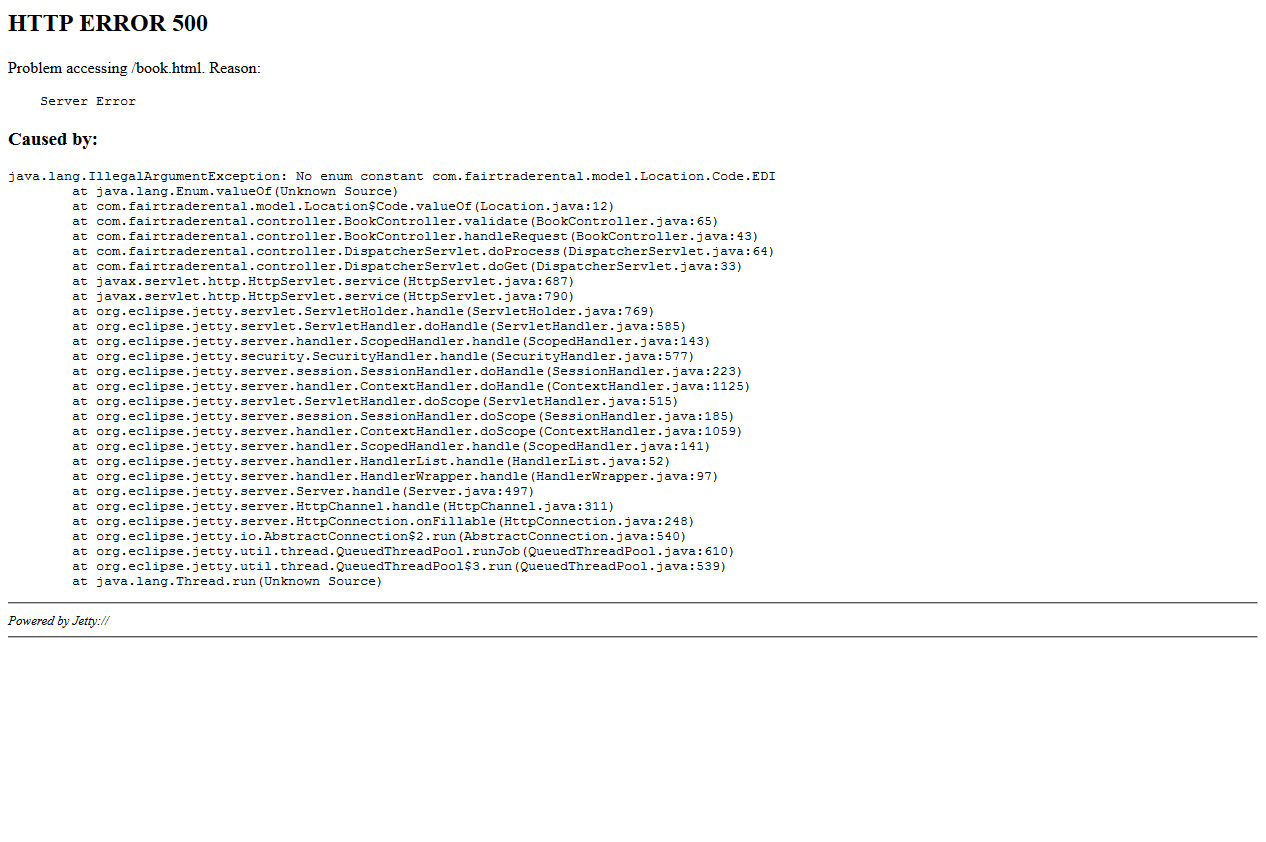 HTTP ERROR 500
Problem accessing /book.html. Reason:
Server Error
Caused by:
java.lang.IllegalArgumentException: No enum constant com.fairtraderental.model.Location.Code.EDI
at java.lang.Enum.valueOf(Unknown Source)
at com.fairtraderental.model.Location$Code.valueOf(Location.java:12)
at com.fairtraderental.controller.BookController.validate(BookController.java:65)
at com.fairtraderental.controller.BookController.handleRequest(BookController.java:43)
at com.fairtraderental.controller.DispatcherServlet.doProcess(DispatcherServlet.java:64)
at com.fairtraderental.controller.DispatcherServlet.doGet(DispatcherServlet.java:33)
at javax.servlet.http.HttpServlet.service(HttpServlet.java:687)
at javax.servlet.http.HttpServlet.service(HttpServlet.java:790)
at org.eclipse.jetty.servlet.ServletHolder.handle(ServletHolder.java:769)
at org.eclipse.jetty.servlet.ServletHandler.doHandle(ServletHandler.java:585)
at org.eclipse.jetty.server.handler.ScopedHandler.handle(ScopedHandler.java:143)
at org.eclipse.jetty.security.SecurityHandler.handle(SecurityHandler.java:577)
at org.eclipse.jetty.server.session.SessionHandler.doHandle(SessionHandler.java:223)
at org.eclipse.jetty.server.handler.ContextHandler.doHandle(ContextHandler.java:1125)
at org.eclipse.jetty.servlet.ServletHandler.doScope(ServletHandler.java:515)
at org.eclipse.jetty.server.session.SessionHandler.doScope(SessionHandler.java:185)
at org.eclipse.jetty.server.handler.ContextHandler.doScope(ContextHandler.java:1059)
at org.eclipse.jetty.server.handler.ScopedHandler.handle(ScopedHandler.java:141)
at org.eclipse.jetty.server.handler.HandlerList.handle(HandlerList.java:52)
at org.eclipse.jetty.server.handler.HandlerWrapper.handle(HandlerWrapper.java:97)
at org.eclipse.jetty.server.Server.handle(Server.java:497)
at org.eclipse.jetty.server.HttpChannel.handle(HttpChannel.java:311)
at org.eclipse.jetty.server.HttpConnection.onFillable(HttpConnection.java:248)
at org.eclipse.jetty.io.AbstractConnection$2.run(AbstractConnection.java:540)
at org.eclipse.jetty.util.thread.QueuedThreadPool.runJob(QueuedThreadPool.java:610)
at org.eclipse.jetty.util.thread.QueuedThreadPool$3.run(QueuedThreadPool.java:539)
at java.lang.Thread.run(Unknown Source)
Powered by Jetty://